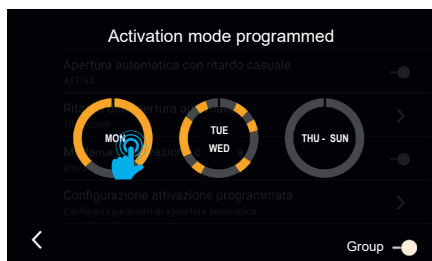 Activation mode programmed
Apertura automatica con ritardo casuale
ATTIVA
MON
TUE
WED
THU - SUN
Configurazione attivazione programmata
Configura i parametri di apertura automatica
Group